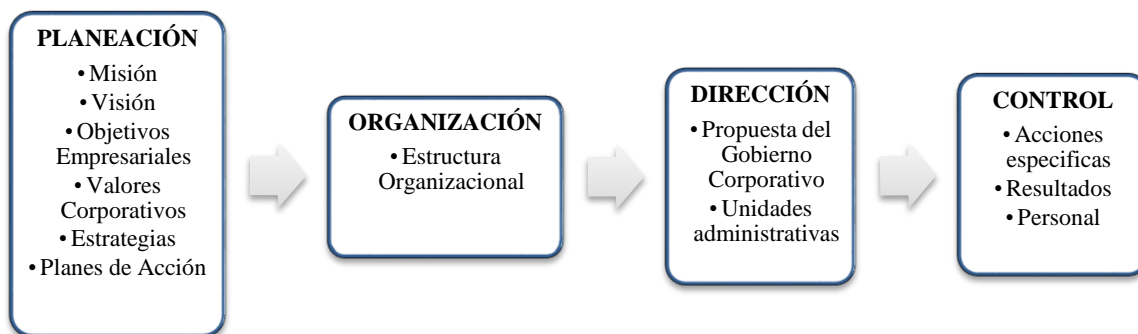 PLANEACIÓN
• Misión
• Visión
• Objetivos
Empresariales
• Valores
Corporativos
• Estrategias
• Planes de Acción
ORGANIZACIÓN
• Estructura
Organizacional
DIRECCIÓN
• Propuesta del
Gobierno
Corporativo
• Unidades
administrativas
CONTROL
• Acciones
especificas
• Resultados
• Personal